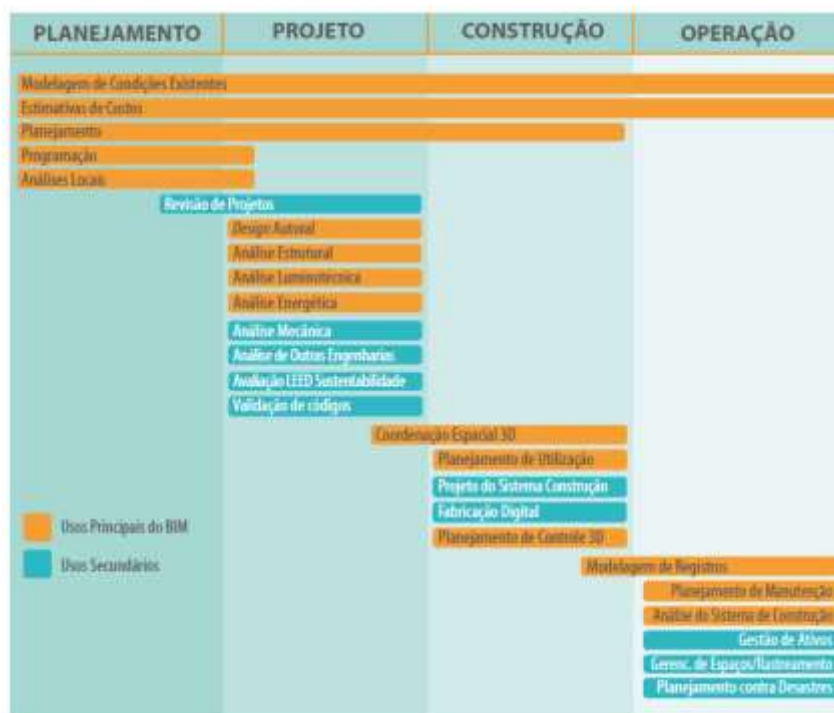 PLANEJAMENTO
PROJETO
CONSTRUÇÃO
OPERAÇÃO
Modelagem de Condições Existentes
Estimativas de Custos
Planejamento
Programação
Análises Locais
Revisão de Projetos
Design Autoral
Análise Estrutural
Análise Luminotécnica
Análise Energética
Análise Mecânica
Análise de Outras Engenharias
Avaliação LEED Sustentabilidade
Validação de códigos
Coordenação Espacial 3D
Planejamento de Utilização
Projeto do Sistema Construção
Fabricação Digital
Planejamento de Controle 3D
Usos Principais do BIM
Usos Secundários
Modelagem de Registros
Planejamento de Manutenção
Análise do Sistema de Construção
Gestão de Ativos
Gerenc. de Espaços/Rastreamento
Planejamento contra Desastres